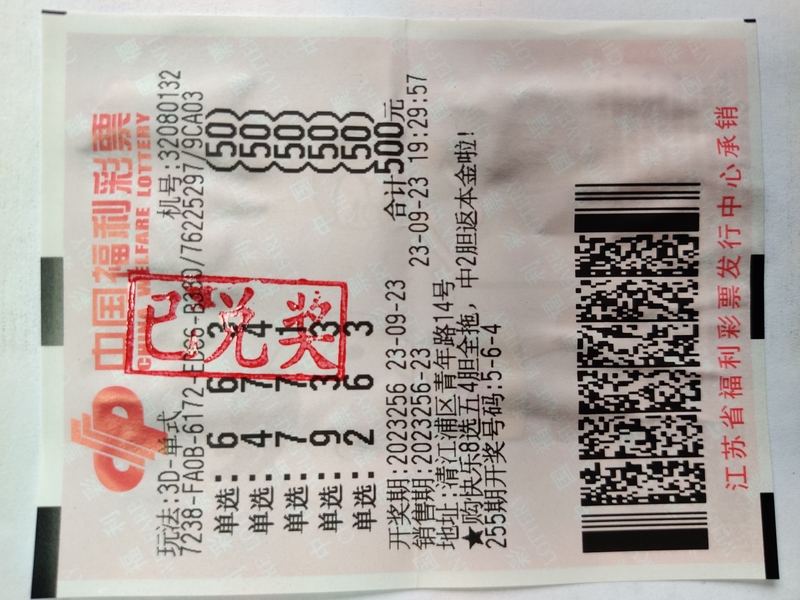 中国福利彩票
CHINA WELFARE LOTTERY
玩法:3D-单式 机号:32080132
7238-FA0B-6172-EC66-B380/76225297/9CA03
单选: 6 6 3 (50)
单选: 4 7 4 (50)
单选: 7 7 1 (50)
单选: 9 3 3 (50)
单选: 2 6 3 (50)
合计500元
开奖期:2023256 23-09-23
销售期:2023256-23 23-09-23 19:29:57
地址:清江浦区青年路14号
★购快乐8选五4胆全拖,中2胆返本金啦!
255期开奖号码:5-6-4
已兑奖
江苏省福利彩票发行中心承销